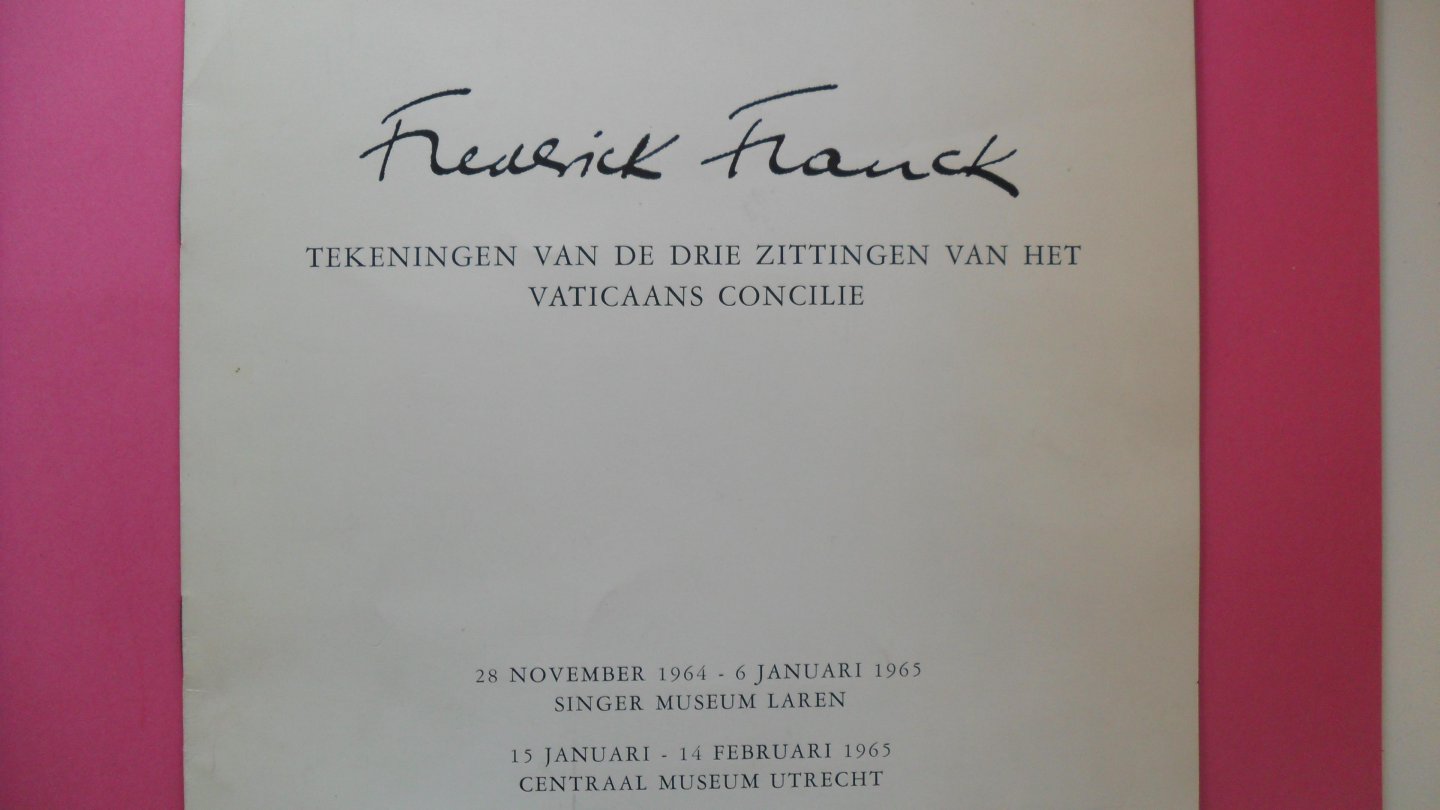 Frederick Franck
TEKENINGEN VAN DE DRIE ZITTINGEN VAN HET
VATICAANS CONCILIE
28 NOVEMBER 1964 - 6 JANUARI 1965
SINGER MUSEUM LAREN
15 JANUARI - 14 FEBRUARI 1965
CENTRAAL MUSEUM UTRECHT